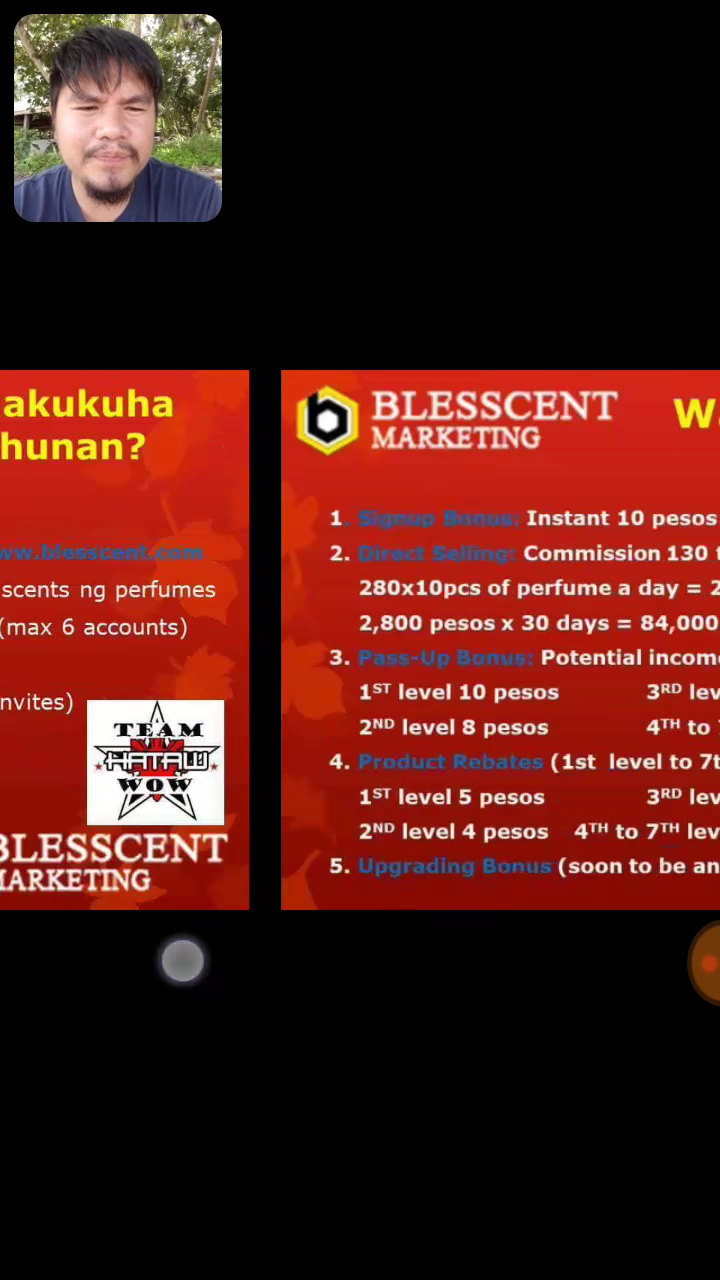 akukuha
hunan?
ww.blesscent.com
scents ng perfumes
(max 6 accounts)
nvites)
TEAM
HATAW
WOW
BLESSCENT
MARKETING
BLESSCENT
MARKETING
W
1. Signup Bonus: Instant 10 pesos
2. Direct Selling: Commission 130
280x10pcs of perfume a day = 2
2,800 pesos x 30 days = 84,000
3. Pass-Up Bonus: Potential income
1ST level 10 pesos 3RD lev
2ND level 8 pesos 4TH to
4. Product Rebates (1st level to 7t
1ST level 5 pesos 3RD lev
2ND level 4 pesos 4TH to 7TH lev
5. Upgrading Bonus (soon to be an